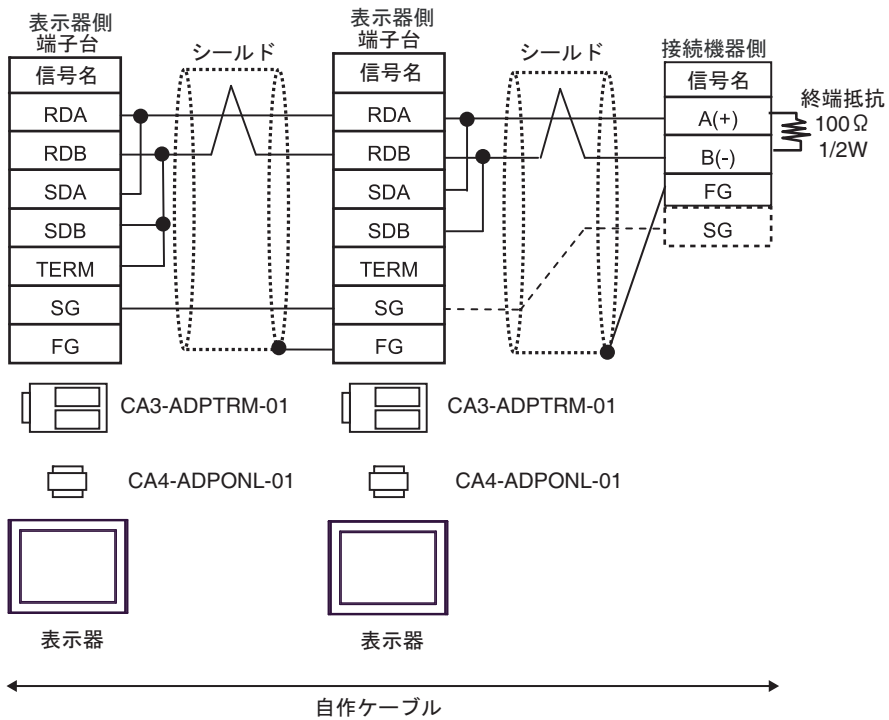 表示器側
端子台
信号名
RDA
RDB
SDA
SDB
TERM
SG
FG
シールド
表示器側
端子台
信号名
RDA
RDB
SDA
SDB
TERM
SG
FG
シールド
接続機器側
信号名
A(+)
B(-)
FG
SG
終端抵抗
100Ω
1/2W
CA3-ADPTRM-01
CA3-ADPTRM-01
CA4-ADPONL-01
CA4-ADPONL-01
表示器
表示器
自作ケーブル